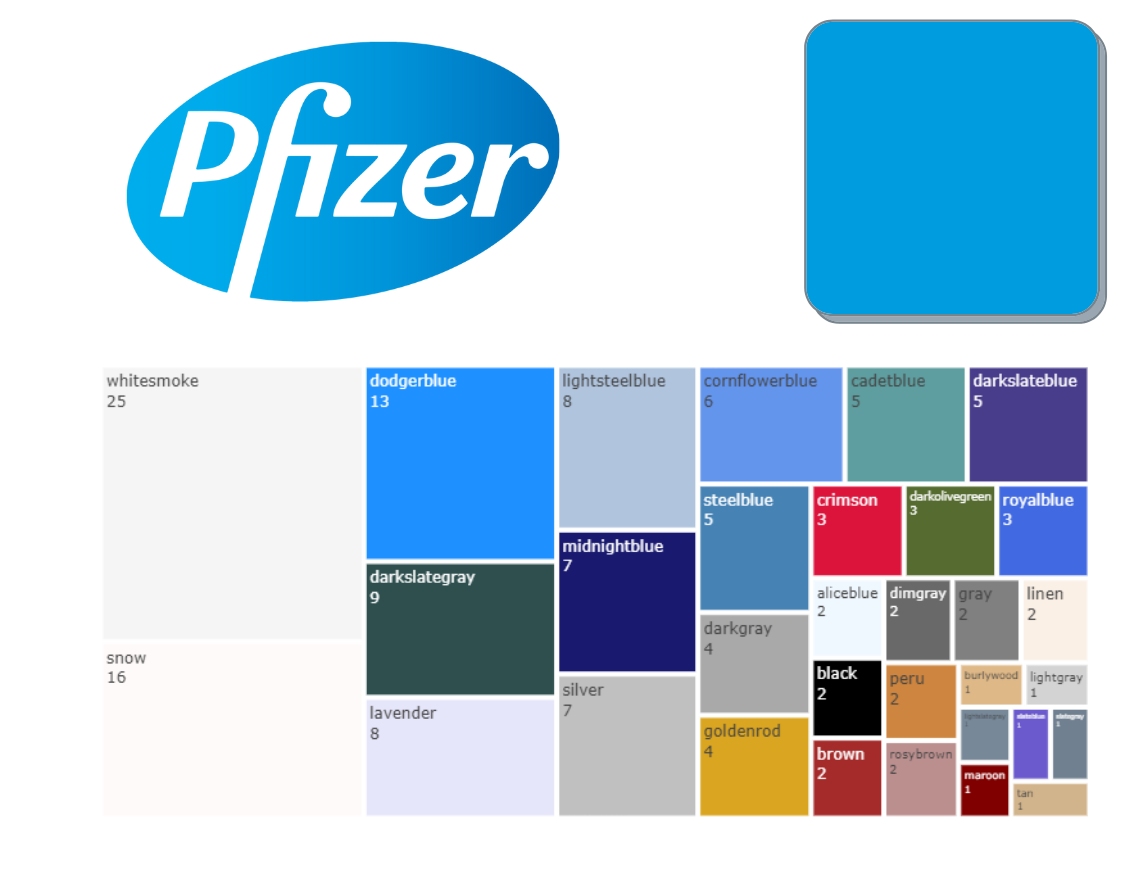 Pfizer
whitesmoke
25
dodgerblue
13
lightsteelblue
8
cornflowerblue
6
cadetblue
5
darkslateblue
5
steelblue
5
crimson
3
darkolivegreen
3
royalblue
3
midnightblue
7
darkslategray
9
aliceblue
2
dimgray
2
gray
2
linen
2
darkgray
4
snow
16
black
2
peru
2
burlywood
1
lightgray
1
silver
7
lavender
8
lightslategray
1
slateblue
1
slategray
1
goldenrod
4
brown
2
rosybrown
2
maroon
1
tan
1